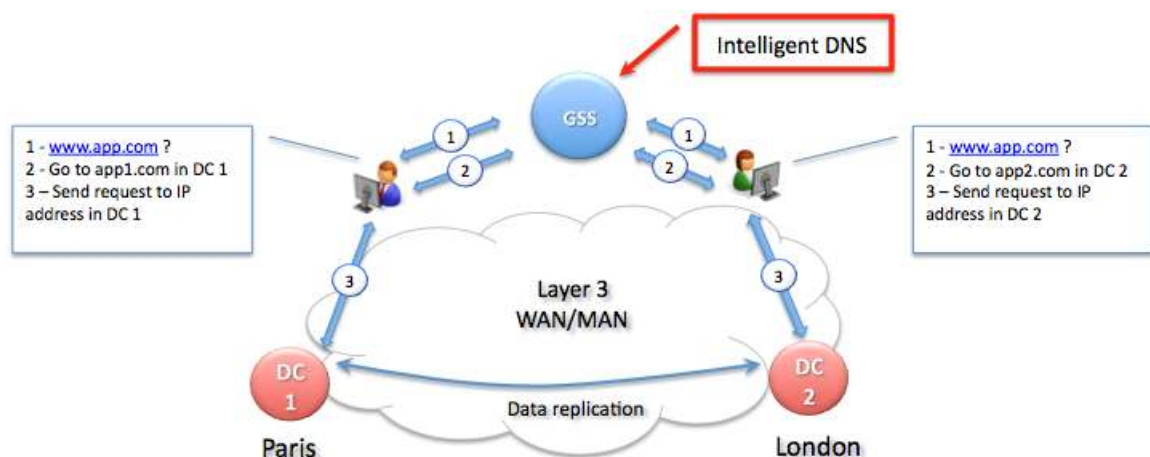 Intelligent DNS
GSS
1 - www.app.com ?
2 - Go to app1.com in DC 1
3 – Send request to IP
address in DC 1
1
2
1
2
1 - www.app.com ?
2 - Go to app2.com in DC 2
3 – Send request to IP
address in DC 2
3
Layer 3
WAN/MAN
3
DC
1
Data replication
DC
2
Paris
London